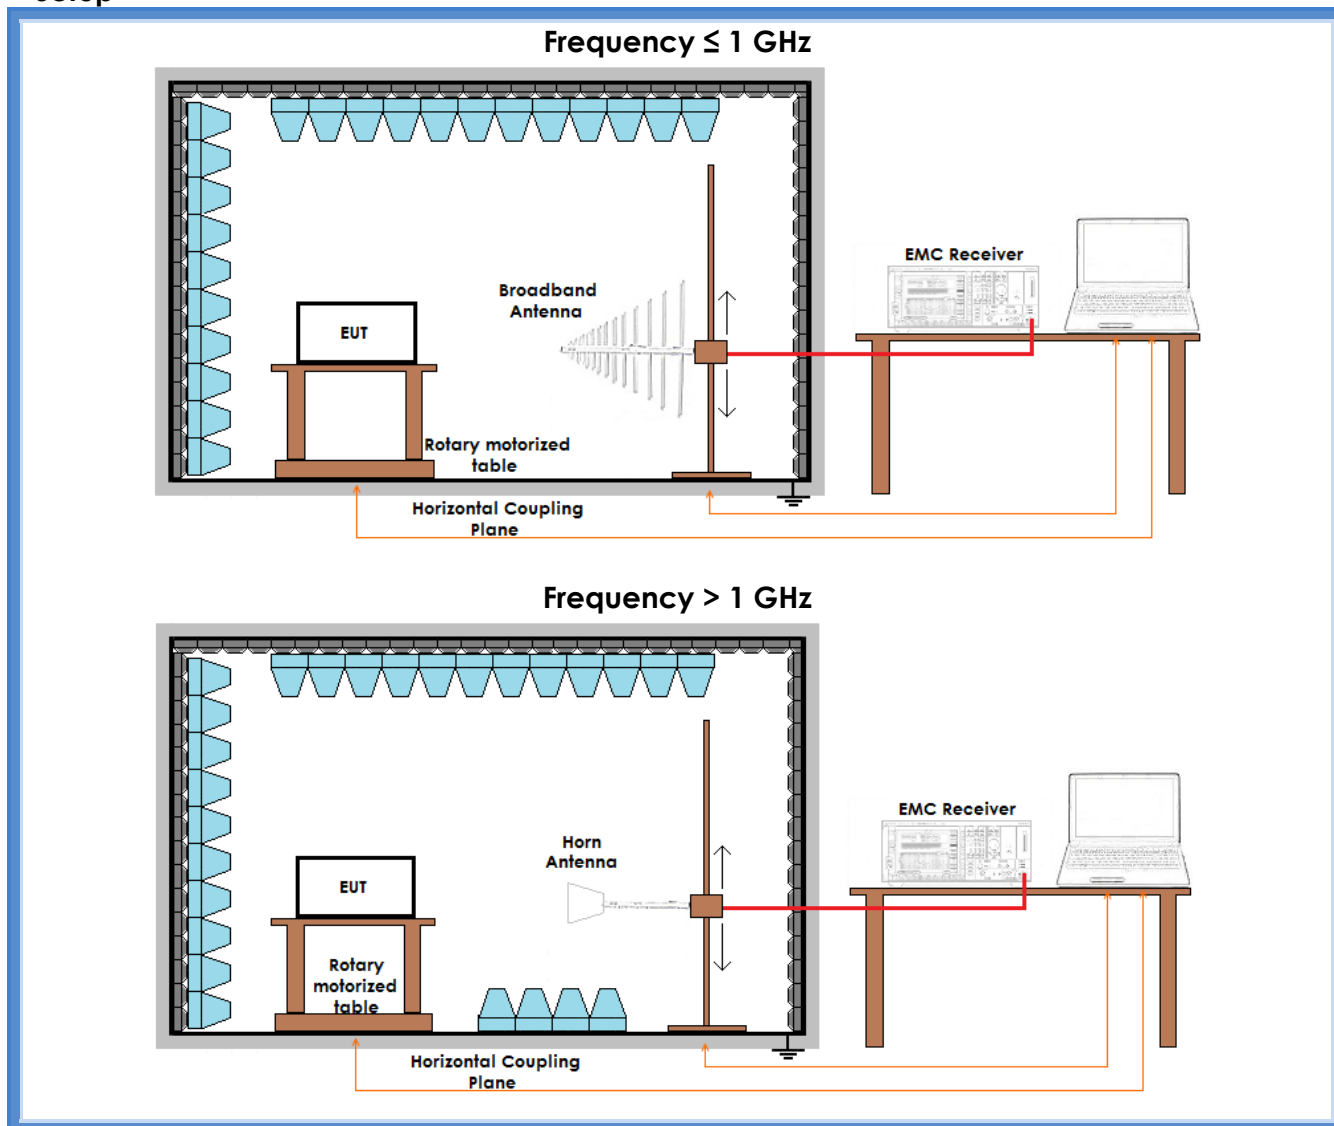 Frequency ≤ 1 GHz
EMC Receiver
Broadband
Antenna
EUT
Rotary motorized
table
Horizontal Coupling
Plane
Frequency > 1 GHz
EMC Receiver
Horn
Antenna
EUT
Rotary
motorized
table
Horizontal Coupling
Plane